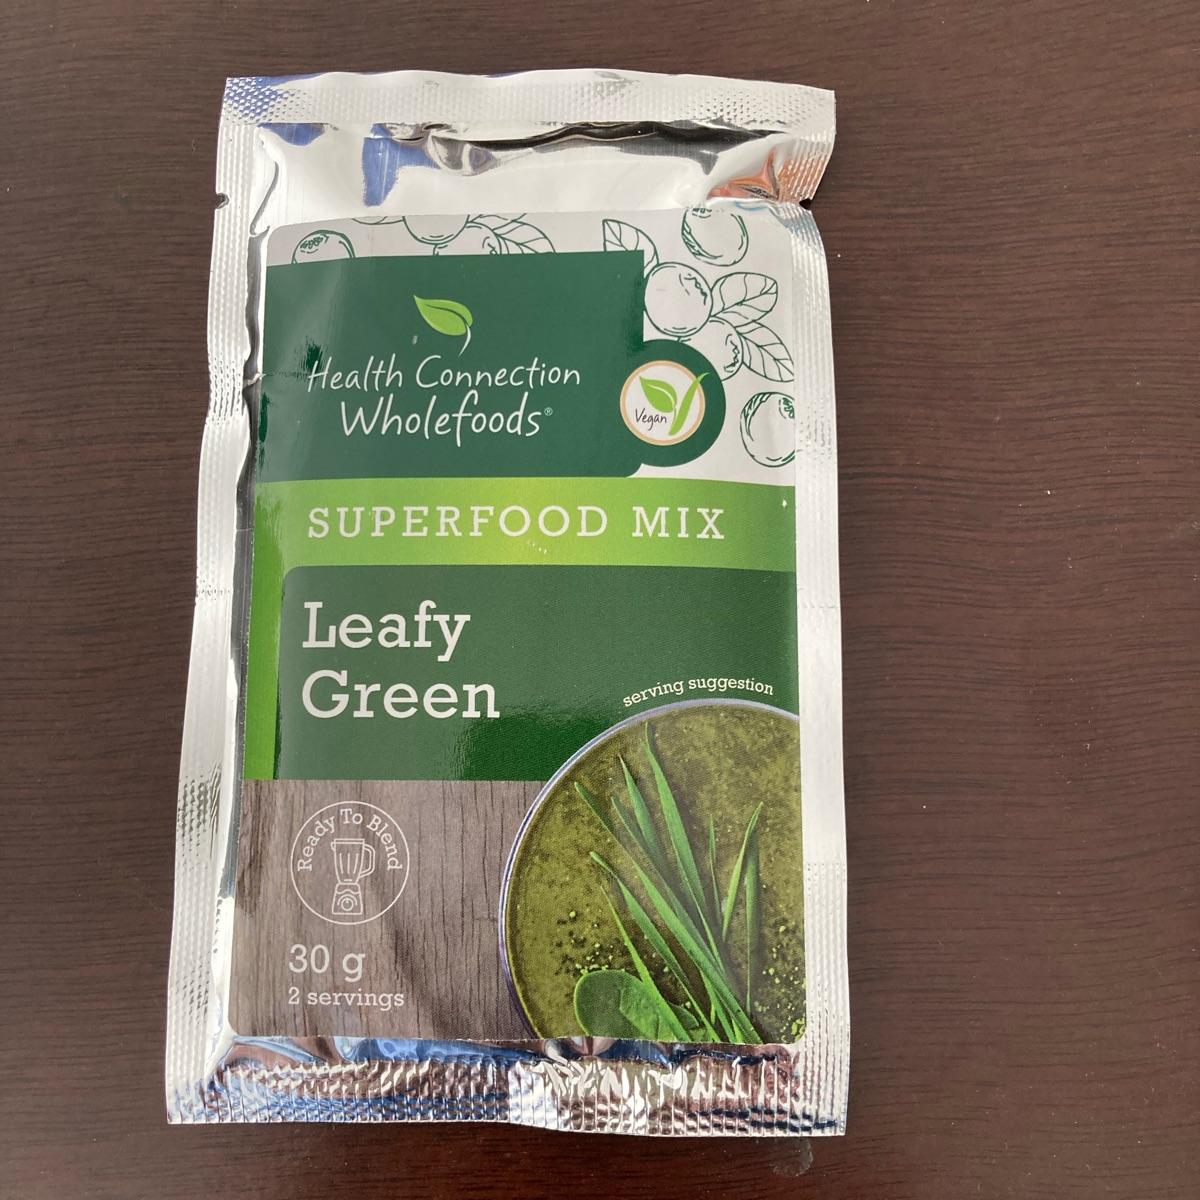 Health Connection
Wholefoods®
Vegan
SUPERFOOD MIX
Leafy
Green
serving suggestion
Ready To Blend
30 g
2 servings